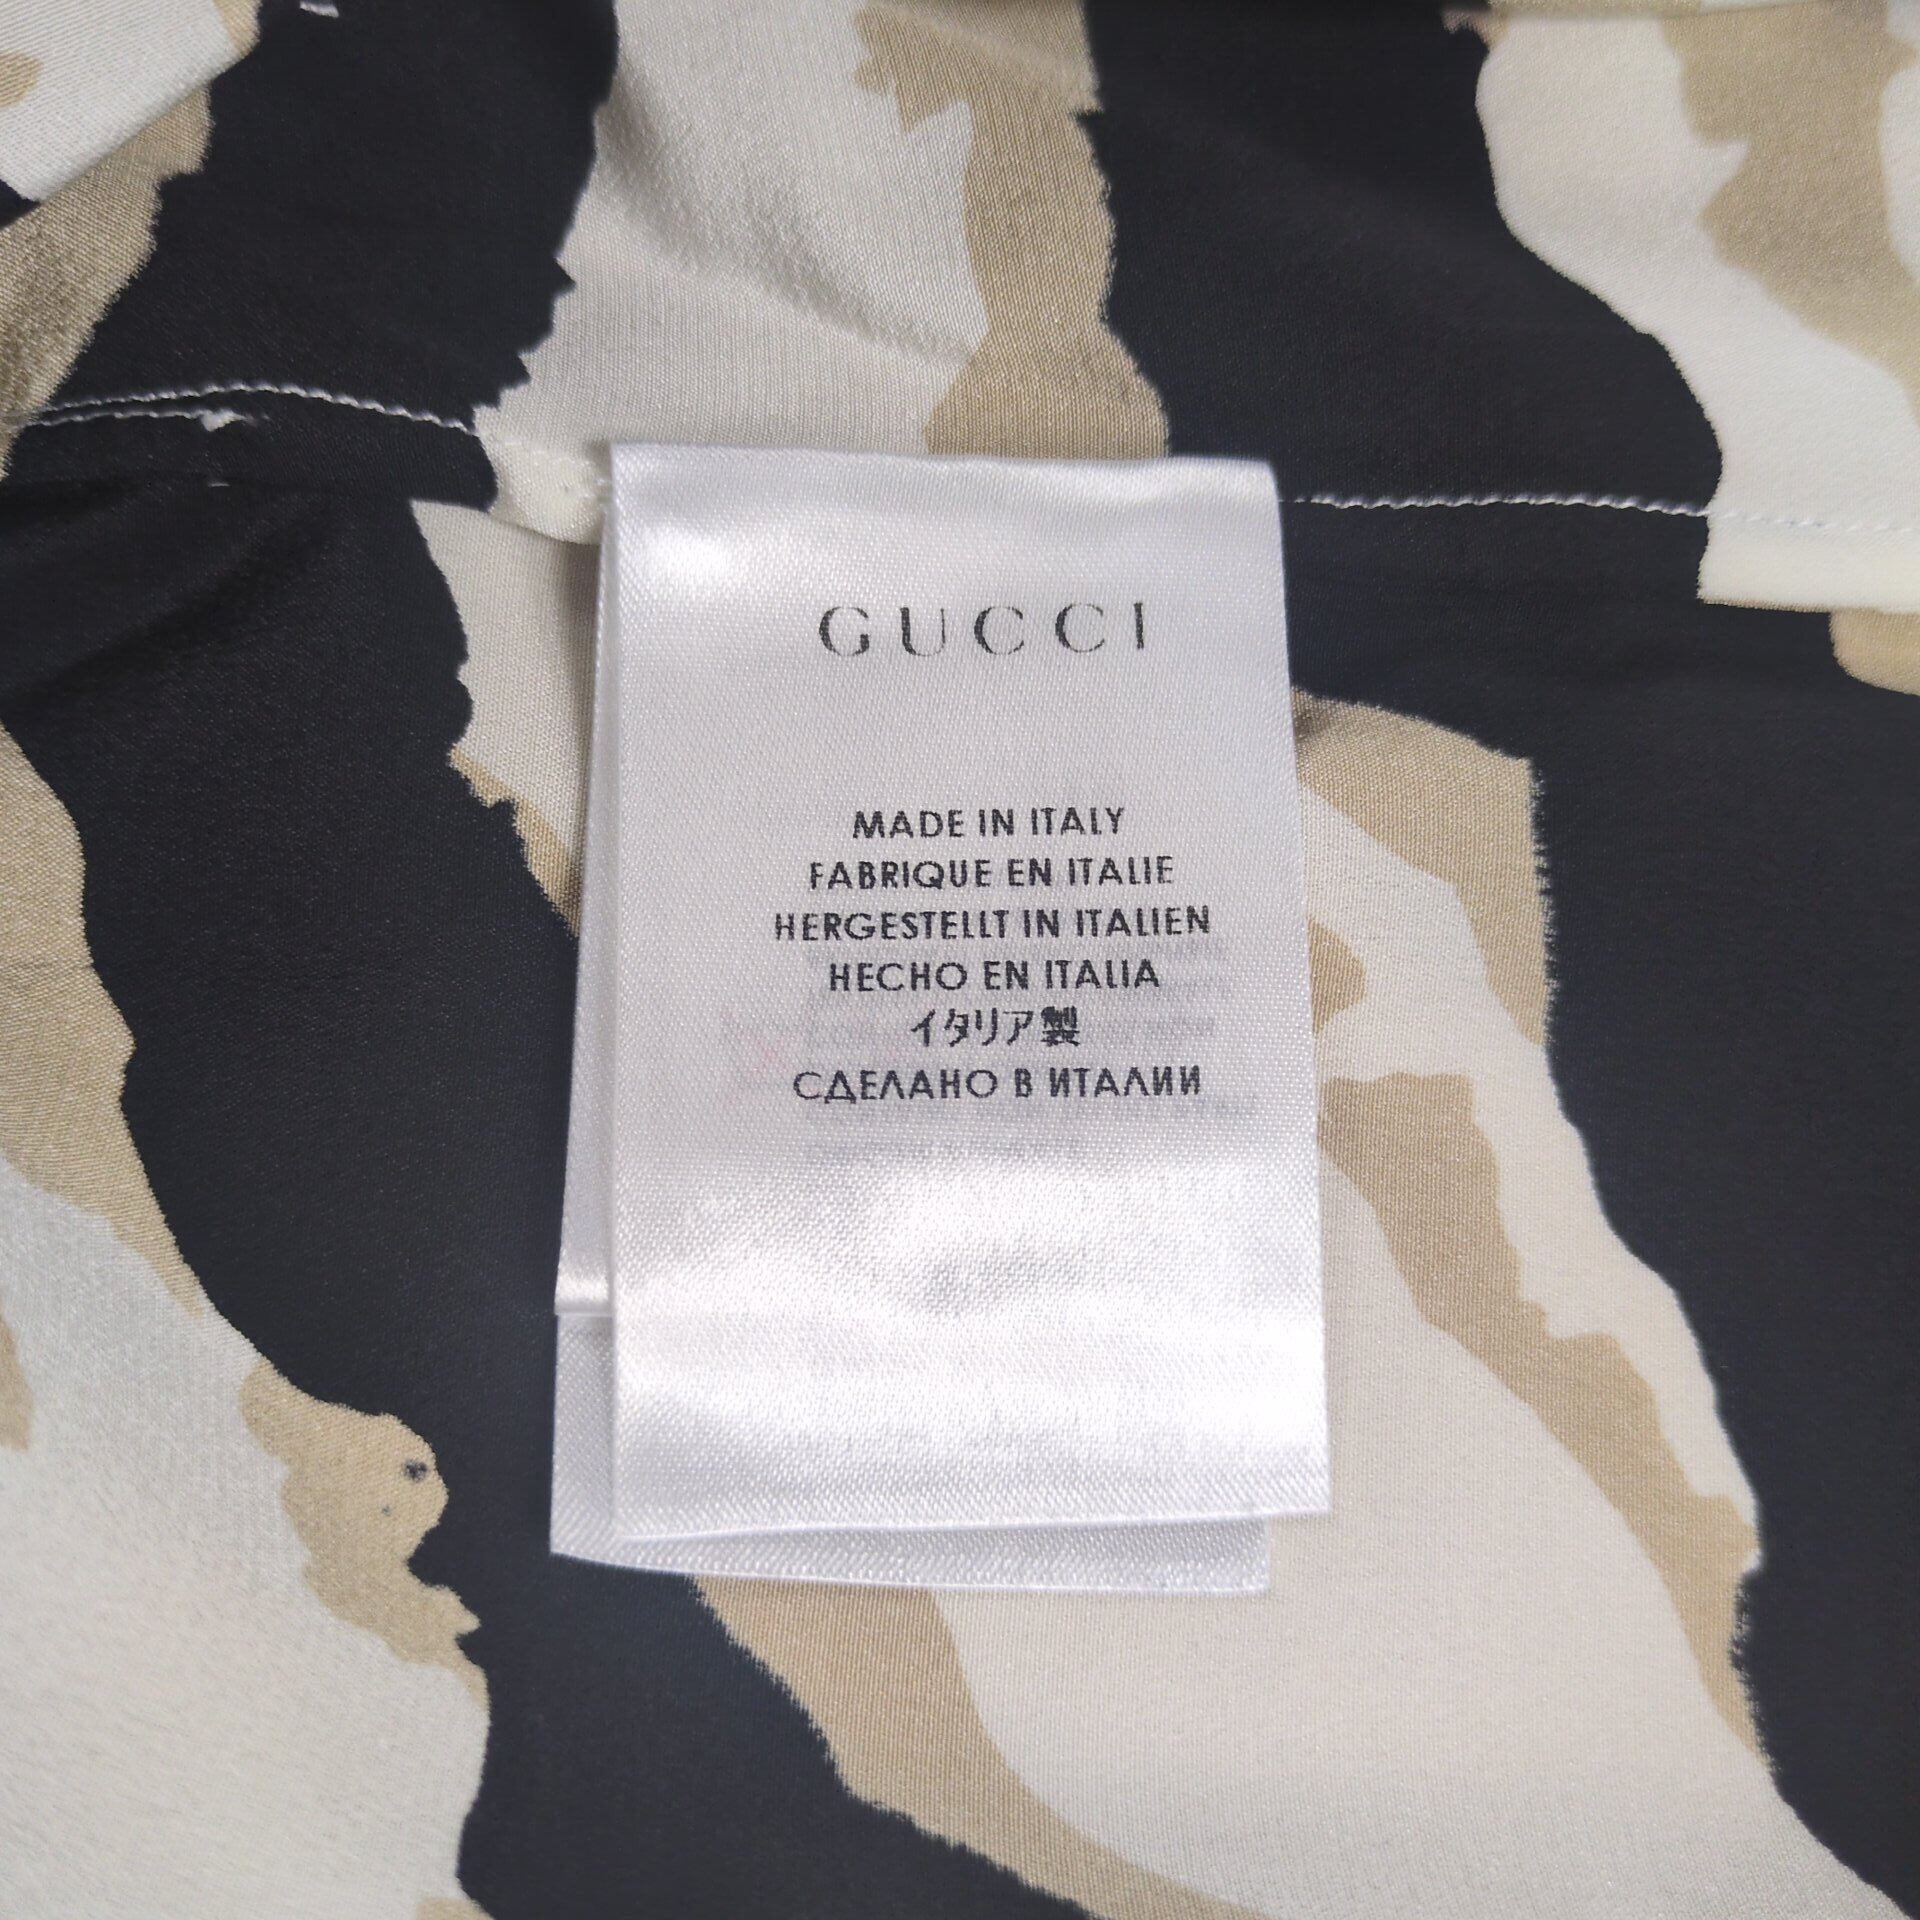 GUCCI
MADE IN ITALY
FABRIQUE EN ITALIE
HERGESTELLT IN ITALIEN
HECHO EN ITALIA
イタリア製
СДЕЛАНО В ИТАЛИИ